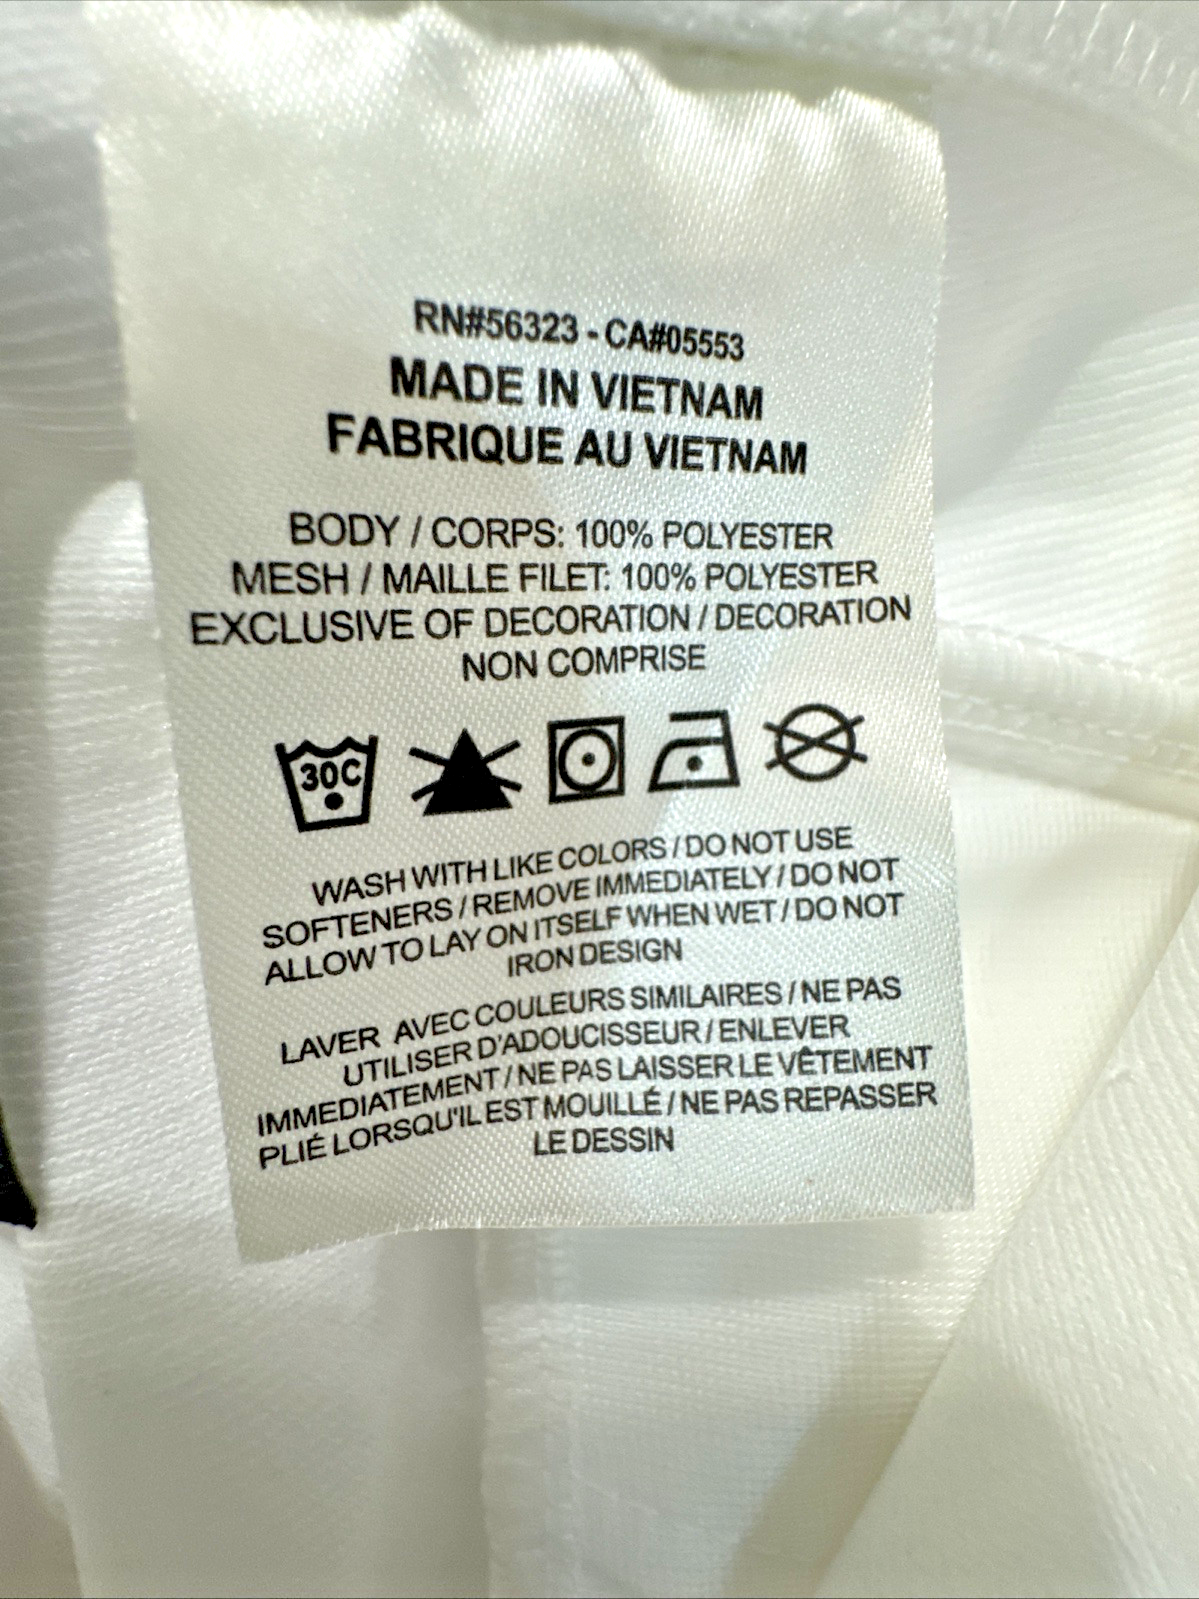 RN#56323 - CA#05553
MADE IN VIETNAM
FABRIQUE AU VIETNAM
BODY / CORPS: 100% POLYESTER
MESH / MAILLE FILET: 100% POLYESTER
EXCLUSIVE OF DECORATION / DECORATION
NON COMPRISE
30C
WASH WITH LIKE COLORS / DO NOT USE
SOFTENERS / REMOVE IMMEDIATELY / DO NOT
ALLOW TO LAY ON ITSELF WHEN WET / DO NOT
IRON DESIGN
LAVER AVEC COULEURS SIMILAIRES / NE PAS
UTILISER D'ADOUCISSEUR / ENLEVER
IMMEDIATEMENT / NE PAS LAISSER LE VÊTEMENT
PLIÉ LORSQU'IL EST MOUILLÉ / NE PAS REPASSER
LE DESSIN